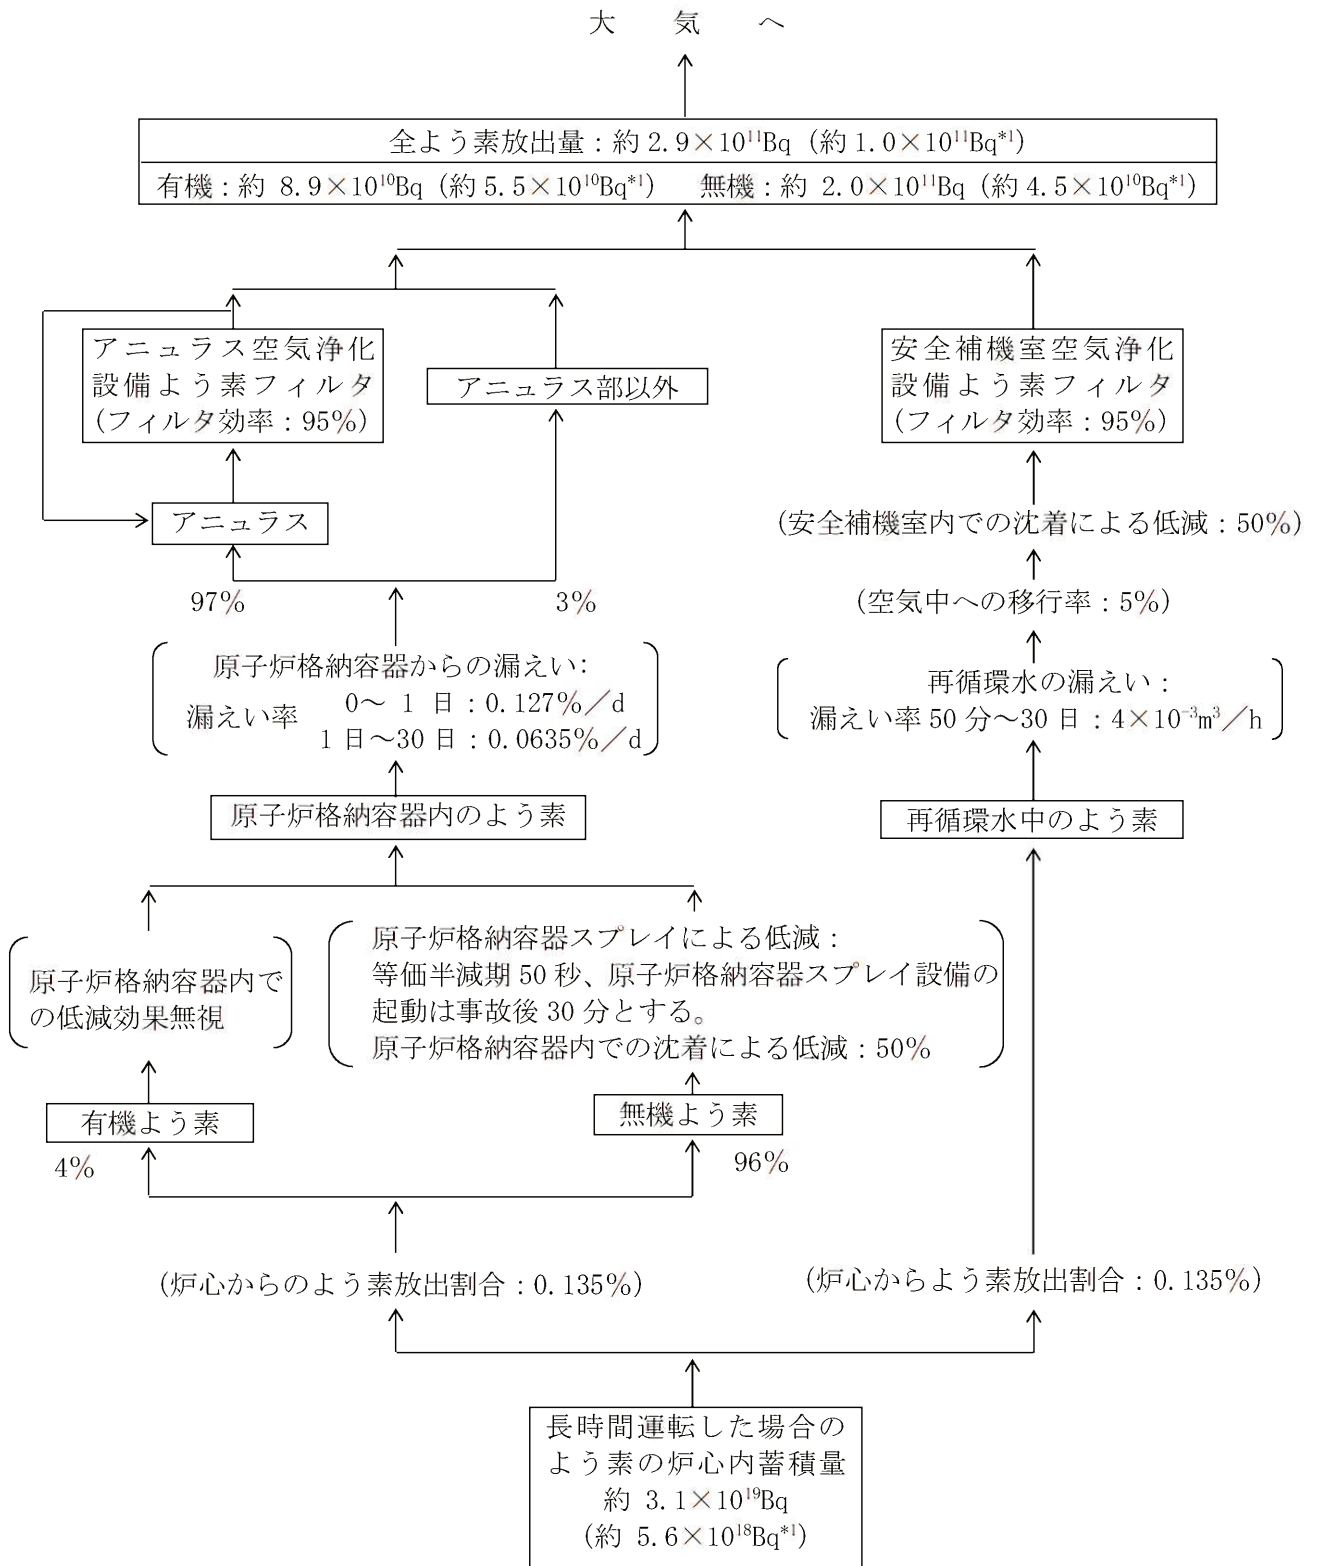 大 気 へ
全よう素放出量：約2.9×10¹¹Bq（約1.0×10¹¹Bq*¹）
有機：約 8.9×10¹⁰Bq（約5.5×10¹⁰Bq*¹） 無機：約 2.0×10¹¹Bq（約4.5×10¹⁰Bq*¹）
アニュラス空気浄化
設備よう素フィルタ
(フィルタ効率：95%)
アニュラス部以外
安全補機室空気浄化
設備よう素フィルタ
(フィルタ効率：95%)
アニュラス
(安全補機室内での沈着による低減：50%)
97%
3%
(空気中への移行率：5%)
原子炉格納容器からの漏えい：
漏えい率
0～ 1 日：0.127%／d
1日～30日：0.0635%／d
再循環水の漏えい：
漏えい率50分～30日：4×10⁻³m³／h
原子炉格納容器内のよう素
再循環水中のよう素
原子炉格納容器内で
の低減効果無視
原子炉格納容器スプレイによる低減：
等価半減期50秒、原子炉格納容器スプレイ設備の
起動は事故後30分とする。
原子炉格納容器内での沈着による低減：50%
有機よう素
無機よう素
4%
96%
(炉心からのよう素放出割合：0.135%)
(炉心からよう素放出割合：0.135%)
長時間運転した場合の
よう素の炉心内蓄積量
約 3.1×10¹⁹Bq
(約 5.6×10¹⁸Bq*¹)